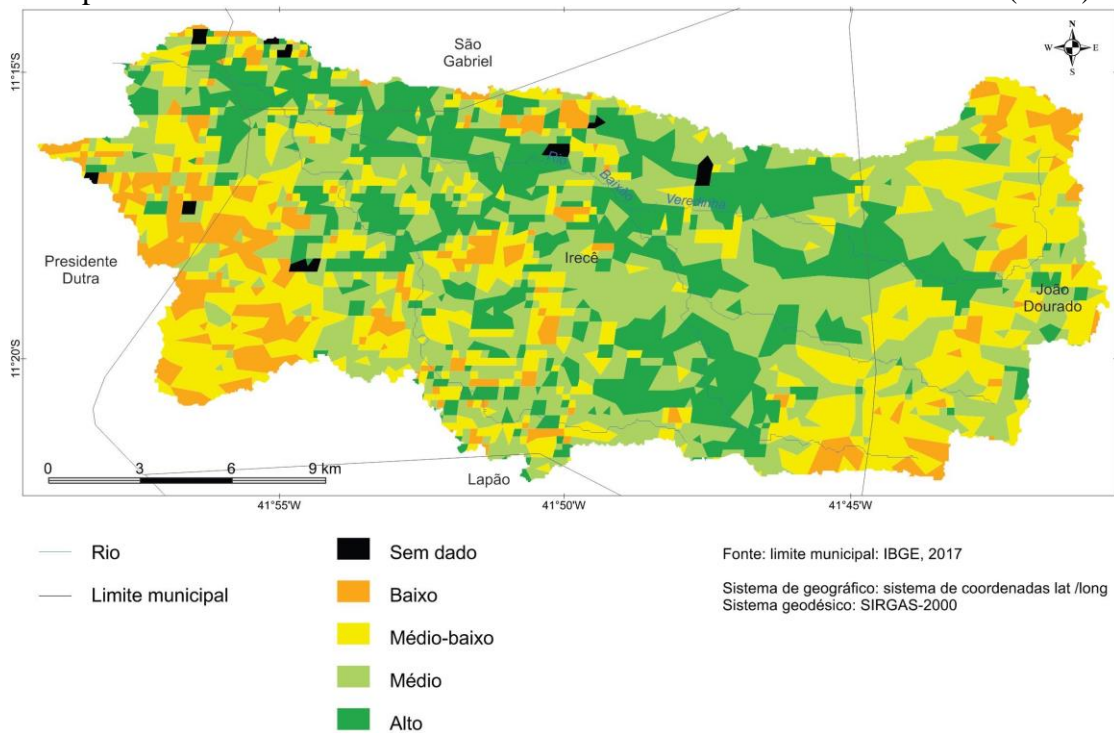 São
Gabriel
N
W E
S
11°15'S
Baixão
Veredinha
Presidente
Dutra
Irecê
João
Dourado
11°20'S
0 3 6 9 km
Lapão
41°55'W 41°50'W 41°45'W
Rio
Limite municipal
Sem dado
Baixo
Médio-baixo
Médio
Alto
Fonte: limite municipal: IBGE, 2017
Sistema de geográfico: sistema de coordenadas lat /long
Sistema geodésico: SIRGAS-2000